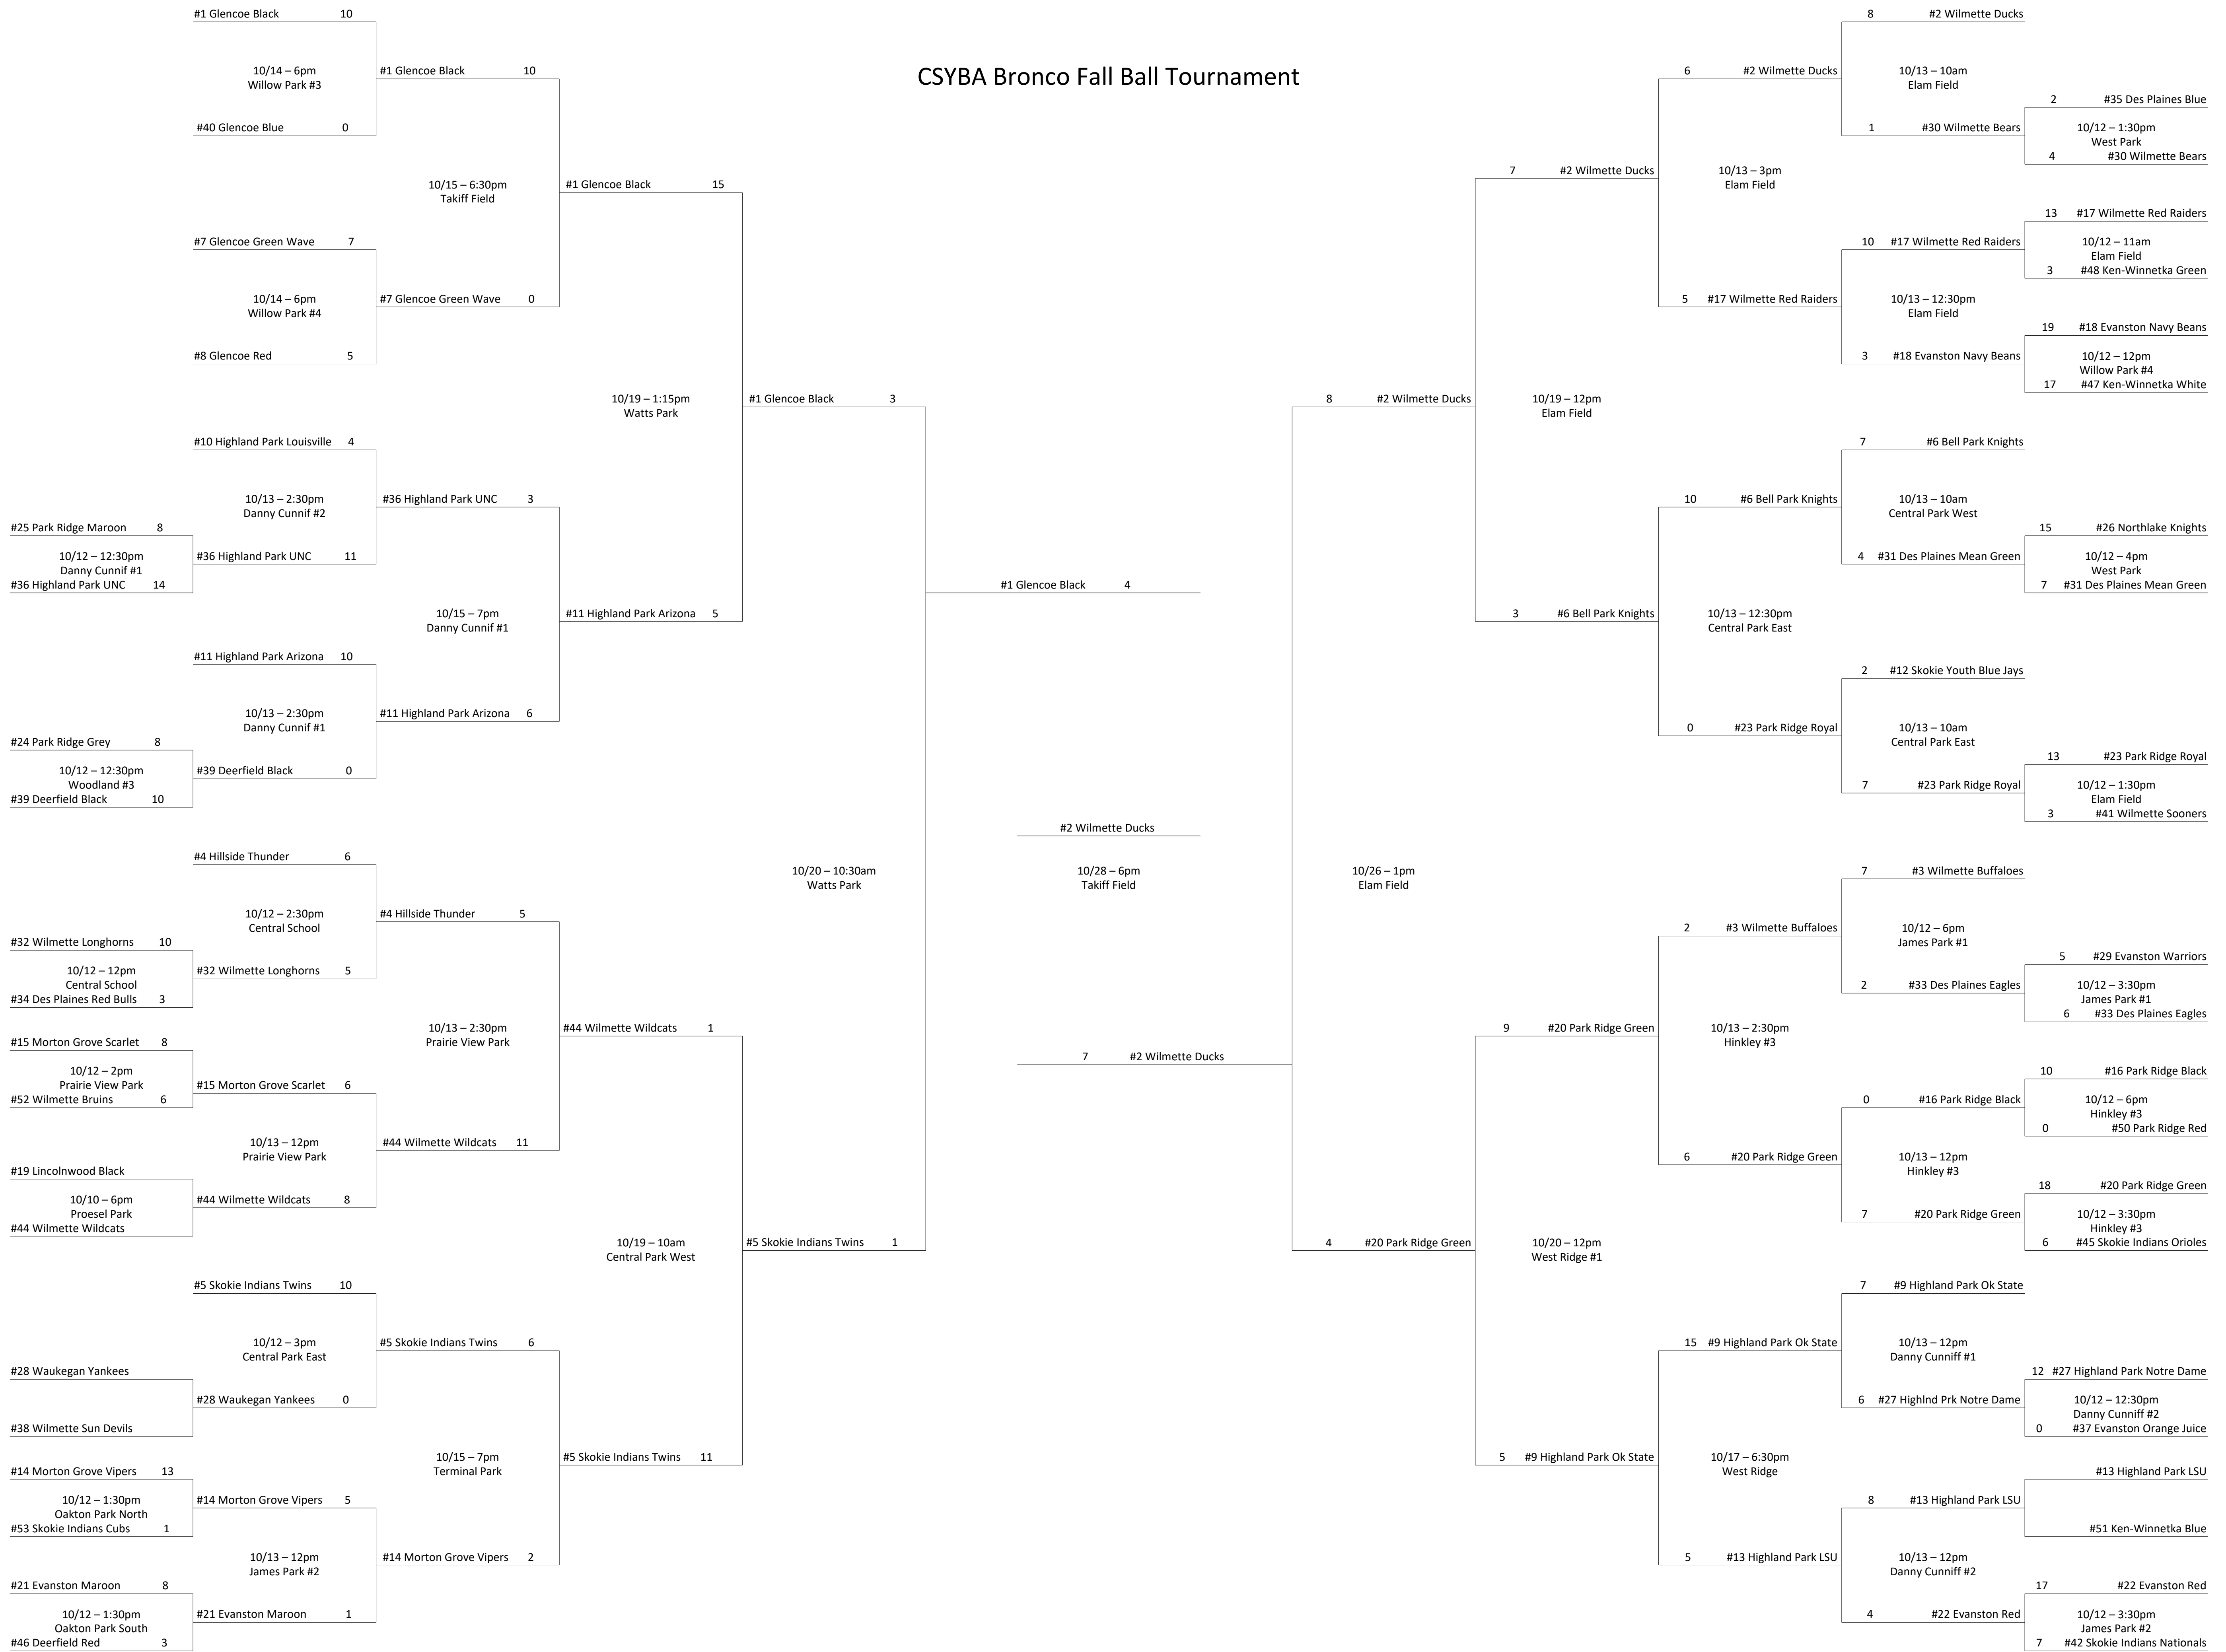 CSYBA Bronco Fall Ball Tournament
#1 Glencoe Black 10
10/14 – 6pm
Willow Park #3
#40 Glencoe Blue 0
#1 Glencoe Black 10
10/15 – 6:30pm
Takiff Field
#7 Glencoe Green Wave 7
10/14 – 6pm
Willow Park #4
#8 Glencoe Red 5
#7 Glencoe Green Wave 0
#1 Glencoe Black 15
10/19 – 1:15pm
Watts Park
#10 Highland Park Louisville 4
10/13 – 2:30pm
Danny Cunnif #2
#25 Park Ridge Maroon 8
10/12 – 12:30pm
Danny Cunnif #1
#36 Highland Park UNC 14
#36 Highland Park UNC 11
#36 Highland Park UNC 3
10/15 – 7pm
Danny Cunnif #1
#11 Highland Park Arizona 5
#11 Highland Park Arizona 10
10/13 – 2:30pm
Danny Cunnif #1
#11 Highland Park Arizona 6
#24 Park Ridge Grey 8
10/12 – 12:30pm
Woodland #3
#39 Deerfield Black 10
#39 Deerfield Black 0
#1 Glencoe Black 3
10/20 – 10:30am
Watts Park
#4 Hillside Thunder 6
10/12 – 2:30pm
Central School
#4 Hillside Thunder 5
#32 Wilmette Longhorns 10
10/12 – 12pm
Central School
#34 Des Plaines Red Bulls 3
#32 Wilmette Longhorns 5
10/13 – 2:30pm
Prairie View Park
#44 Wilmette Wildcats 1
#15 Morton Grove Scarlet 8
10/12 – 2pm
Prairie View Park
#52 Wilmette Bruins 6
#15 Morton Grove Scarlet 6
10/13 – 12pm
Prairie View Park
#44 Wilmette Wildcats 11
#19 Lincolnwood Black
10/10 – 6pm
Proesel Park
#44 Wilmette Wildcats
#44 Wilmette Wildcats 8
10/19 – 10am
Central Park West
#5 Skokie Indians Twins 1
#5 Skokie Indians Twins 10
10/12 – 3pm
Central Park East
#5 Skokie Indians Twins 6
#28 Waukegan Yankees
#28 Waukegan Yankees 0
#38 Wilmette Sun Devils
10/15 – 7pm
Terminal Park
#5 Skokie Indians Twins 11
#14 Morton Grove Vipers 13
10/12 – 1:30pm
Oakton Park North
#53 Skokie Indians Cubs 1
#14 Morton Grove Vipers 5
10/13 – 12pm
James Park #2
#14 Morton Grove Vipers 2
#21 Evanston Maroon 8
10/12 – 1:30pm
Oakton Park South
#46 Deerfield Red 3
#21 Evanston Maroon 1
#1 Glencoe Black 4
#2 Wilmette Ducks
10/28 – 6pm
Takiff Field
7 #2 Wilmette Ducks
8 #2 Wilmette Ducks
10/13 – 10am
Elam Field
6 #2 Wilmette Ducks
2 #35 Des Plaines Blue
10/12 – 1:30pm
West Park
4 #30 Wilmette Bears
1 #30 Wilmette Bears
7 #2 Wilmette Ducks
10/13 – 3pm
Elam Field
13 #17 Wilmette Red Raiders
10/12 – 11am
Elam Field
3 #48 Ken-Winnetka Green
10 #17 Wilmette Red Raiders
5 #17 Wilmette Red Raiders
10/13 – 12:30pm
Elam Field
19 #18 Evanston Navy Beans
10/12 – 12pm
Willow Park #4
17 #47 Ken-Winnetka White
3 #18 Evanston Navy Beans
8 #2 Wilmette Ducks
10/19 – 12pm
Elam Field
7 #6 Bell Park Knights
10 #6 Bell Park Knights
10/13 – 10am
Central Park West
15 #26 Northlake Knights
10/12 – 4pm
West Park
7 #31 Des Plaines Mean Green
4 #31 Des Plaines Mean Green
3 #6 Bell Park Knights
10/13 – 12:30pm
Central Park East
2 #12 Skokie Youth Blue Jays
0 #23 Park Ridge Royal
10/13 – 10am
Central Park East
13 #23 Park Ridge Royal
10/12 – 1:30pm
Elam Field
3 #41 Wilmette Sooners
7 #23 Park Ridge Royal
10/26 – 1pm
Elam Field
7 #3 Wilmette Buffaloes
2 #3 Wilmette Buffaloes
10/12 – 6pm
James Park #1
5 #29 Evanston Warriors
10/12 – 3:30pm
James Park #1
6 #33 Des Plaines Eagles
2 #33 Des Plaines Eagles
9 #20 Park Ridge Green
10/13 – 2:30pm
Hinkley #3
10 #16 Park Ridge Black
10/12 – 6pm
Hinkley #3
0 #50 Park Ridge Red
0 #16 Park Ridge Black
6 #20 Park Ridge Green
10/13 – 12pm
Hinkley #3
18 #20 Park Ridge Green
10/12 – 3:30pm
Hinkley #3
6 #45 Skokie Indians Orioles
7 #20 Park Ridge Green
4 #20 Park Ridge Green
10/20 – 12pm
West Ridge #1
7 #9 Highland Park Ok State
15 #9 Highland Park Ok State
10/13 – 12pm
Danny Cunniff #1
12 #27 Highland Park Notre Dame
10/12 – 12:30pm
Danny Cunniff #2
0 #37 Evanston Orange Juice
6 #27 Highlnd Prk Notre Dame
5 #9 Highland Park Ok State
10/17 – 6:30pm
West Ridge
#13 Highland Park LSU
8 #13 Highland Park LSU
#51 Ken-Winnetka Blue
5 #13 Highland Park LSU
10/13 – 12pm
Danny Cunniff #2
17 #22 Evanston Red
10/12 – 3:30pm
James Park #2
7 #42 Skokie Indians Nationals
4 #22 Evanston Red